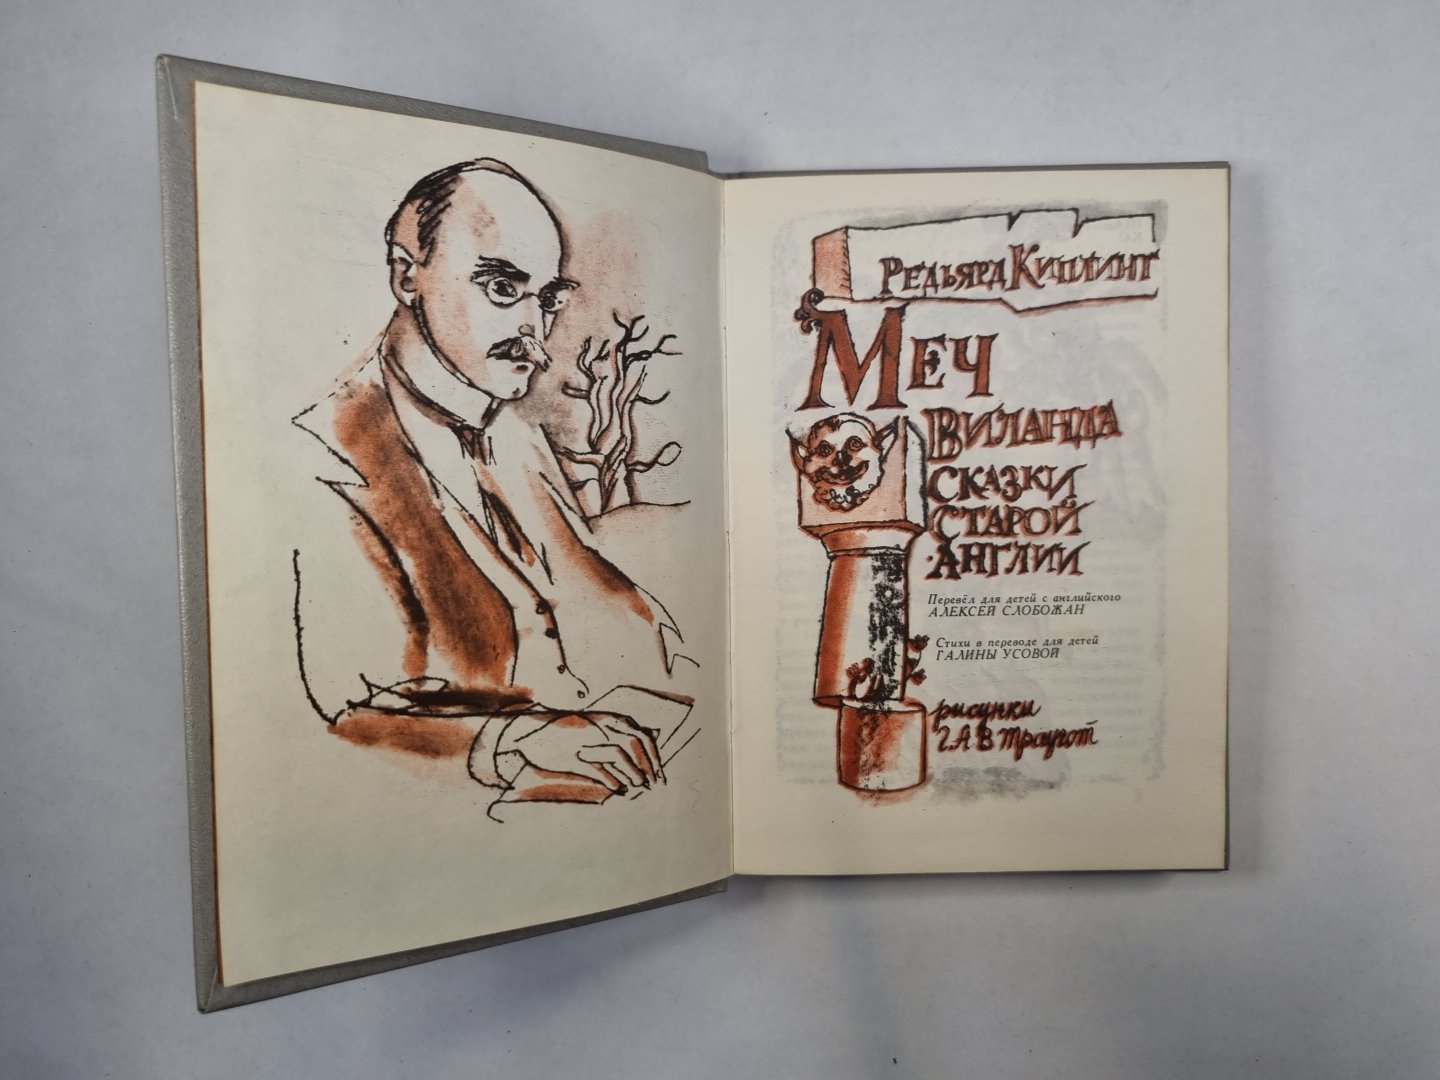 Редьярд Киплинг
Меч
Виланда
Сказки
старой
Англии
Перевёл для детей с английского
АЛЕКСЕЙ СЛОБОЖАН
Стихи в переводе для детей
ГАЛИНЫ УСОВОЙ
рисунки
Г.А.В Траугот